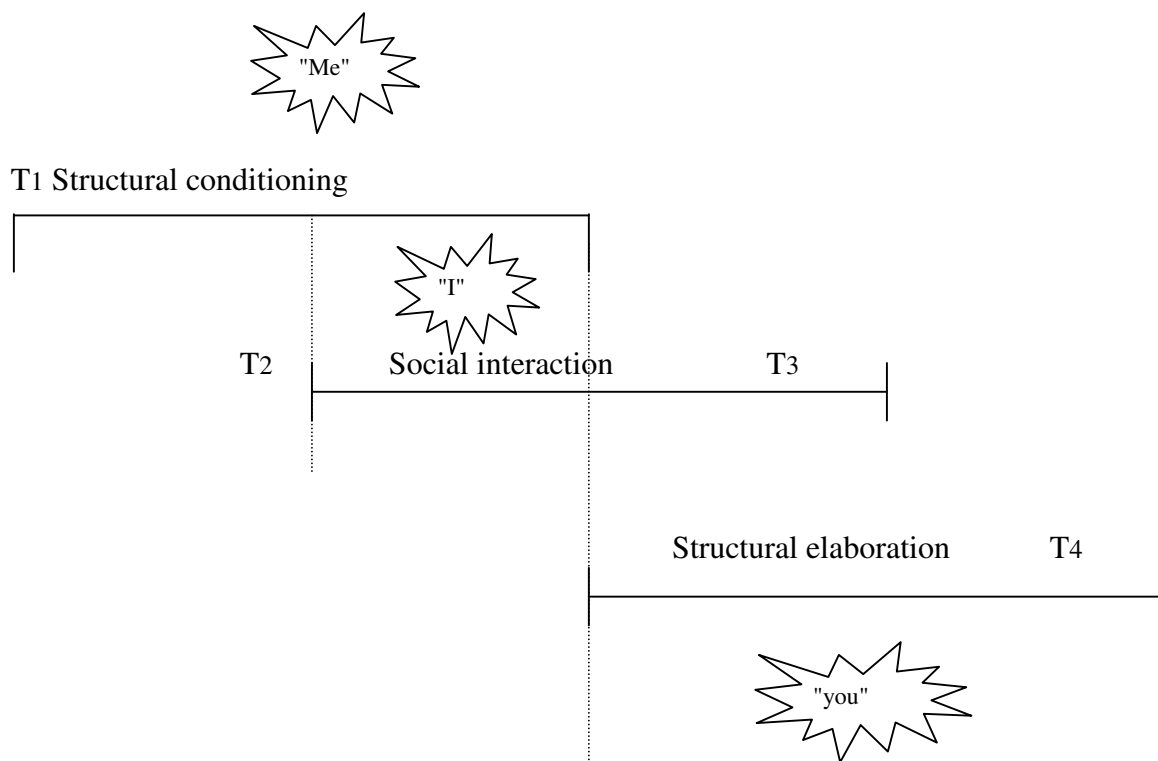 "Me"
T1 Structural conditioning
"I"
T2 Social interaction T3
Structural elaboration T4
"you"